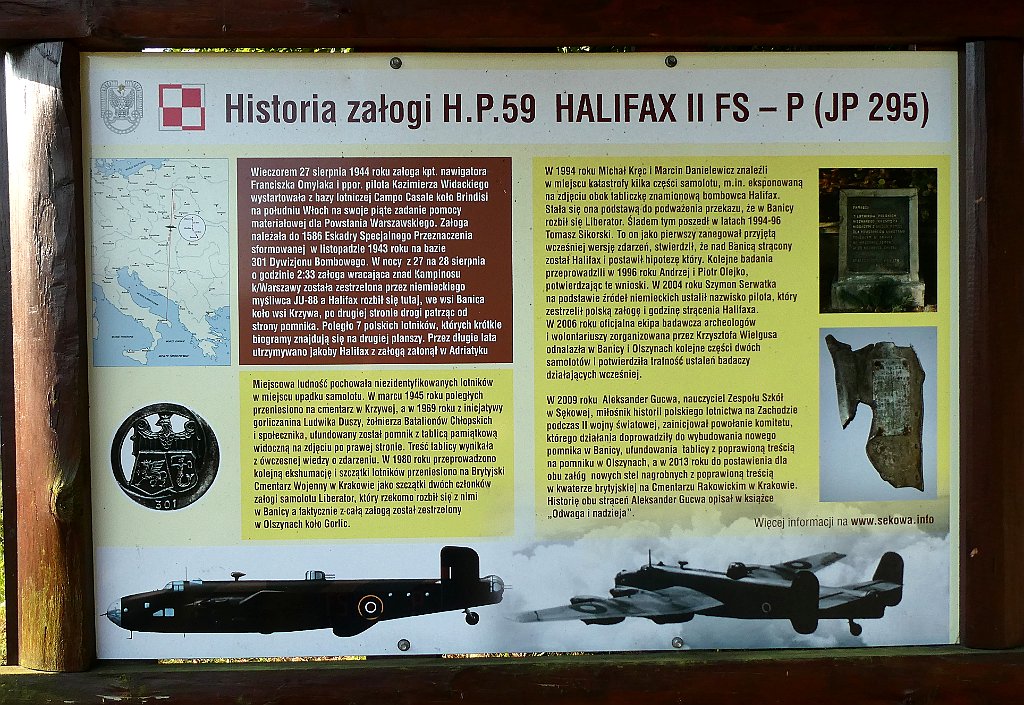 Historia załogi H.P.59 HALIFAX II FS – P (JP 295)
Wieczorem 27 sierpnia 1944 roku załoga kpt. nawigatora
Franciszka Omylaka i ppor. pilota Kazimierza Widackiego
wystartowała z bazy lotniczej Campo Casale koło Brindisi
na południu Włoch na swoje piąte zadanie pomocy
materiałowej dla Powstania Warszawskiego. Załoga
należała do 1586 Eskadry Specjalnego Przeznaczenia
sformowanej w listopadzie 1943 roku na bazie
301 Dywizjonu Bombowego. W nocy z 27 na 28 sierpnia
o godzinie 2:33 załoga wracająca znad Kampinosu
k/Warszawy została zestrzelona przez niemieckiego
myśliwca JU-88 a Halifax rozbił się tutaj, we wsi Banica
koło wsi Krzywa, po drugiej stronie drogi patrząc od
strony pomnika. Poległo 7 polskich lotników, których krótkie
biogramy znajdują się na drugiej planszy. Przez długie lata
utrzymywano jakoby Halifax z załogą zatonął w Adriatyku
Miejscowa ludność pochowała niezidentyfikowanych lotników
w miejscu upadku samolotu. W marcu 1945 roku poległych
przeniesiono na cmentarz w Krzywej, a w 1969 roku z inicjatywy
gorliczanina Ludwika Duszy, żołnierza Batalionów Chłopskich
i społecznika, ufundowany został pomnik z tablicą pamiątkową
widoczną na zdjęciu po prawej stronie. Treść tablicy wynikała
z ówczesnej wiedzy o zdarzeniu. W 1980 roku przeprowadzono
kolejną ekshumację i szczątki lotników przeniesiono na Brytyjski
Cmentarz Wojenny w Krakowie jako szczątki dwóch członków
załogi samolotu Liberator, który rzekomo rozbił się z nimi
w Banicy a faktycznie z całą załogą został zestrzelony
w Olszynach koło Gorlic.
301
W 1994 roku Michał Kręc i Marcin Danielewicz znaleźli
w miejscu katastrofy kilka części samolotu, m.in. eksponowaną
na zdjęciu obok tabliczkę znamionową bombowca Halifax.
Stała się ona podstawą do podważenia przekazu, że w Banicy
rozbił się Liberator. Śladem tym poszedł w latach 1994-96
Tomasz Sikorski. To on jako pierwszy zanegował przyjętą
wcześniej wersję zdarzeń, stwierdził, że nad Banicą strącony
został Halifax i postawił hipotezę który. Kolejne badania
przeprowadzili w 1996 roku Andrzej i Piotr Olejko,
potwierdzając te wnioski. W 2004 roku Szymon Serwatka
na podstawie źródeł niemieckich ustalił nazwisko pilota, który
zestrzelił polską załogę i godzinę strącenia Halifaxa.
W 2006 roku oficjalna ekipa badawcza archeologów
i wolontariuszy zorganizowana przez Krzysztofa Wielgusa
odnalazła w Banicy i Olszynach kolejne części dwóch
samolotów i potwierdziła trafność ustaleń badaczy
działających wcześniej.
W 2009 roku Aleksander Gucwa, nauczyciel Zespołu Szkół
w Sękowej, miłośnik historii polskiego lotnictwa na Zachodzie
podczas II wojny światowej, zainicjował powołanie komitetu,
którego działania doprowadziły do wybudowania nowego
pomnika w Banicy, ufundowania tablicy z poprawioną treścią
na pomniku w Olszynach, a w 2013 roku do postawienia dla
obu załóg nowych stel nagrobnych z poprawioną treścią
w kwaterze brytyjskiej na Cmentarzu Rakowickim w Krakowie.
Historię obu strąceń Aleksander Gucwa opisał w książce
„Odwaga i nadzieja".
Więcej informacji na www.sekowa.info